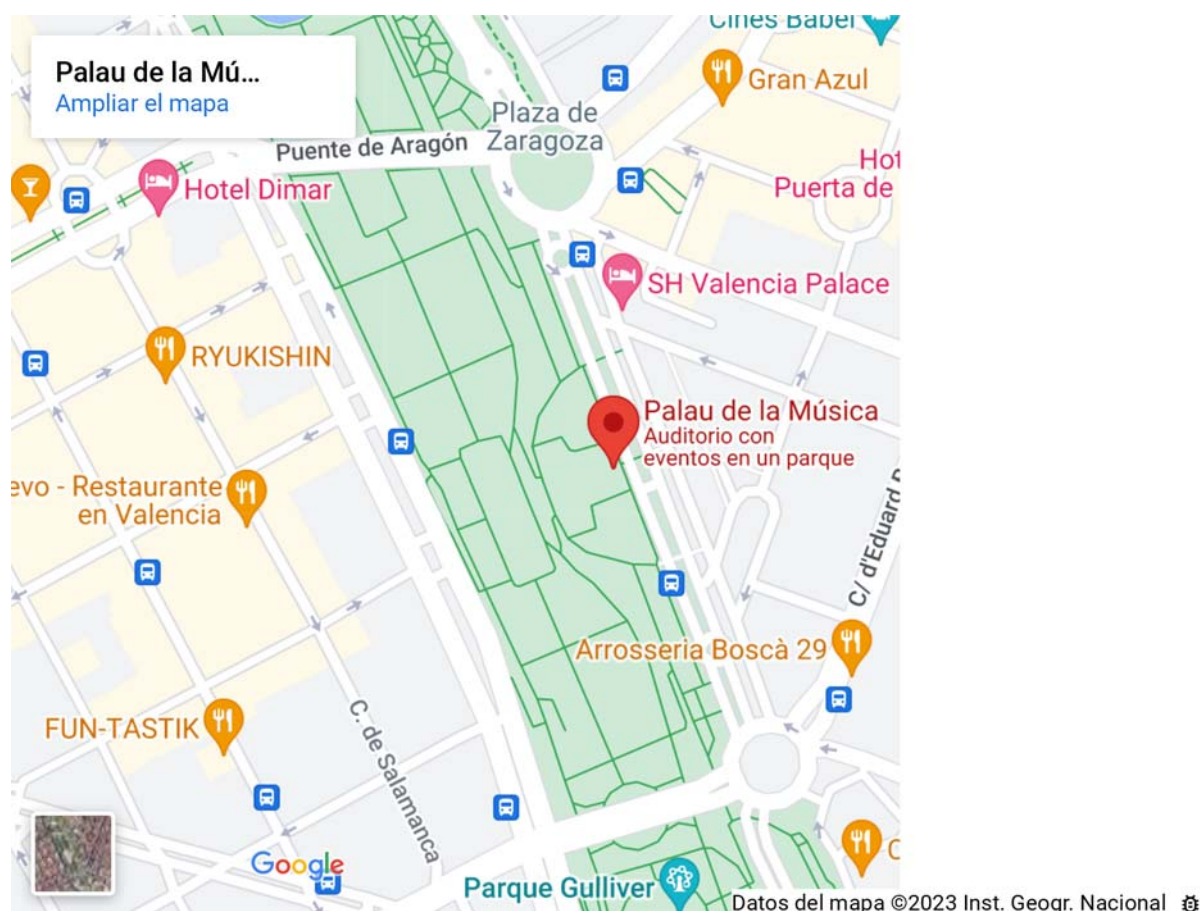 Cines Babel
Palau de la Mú...
Ampliar el mapa
Gran Azul
Plaza de
Zaragoza
Puente de Aragón
Hot
Puerta de
Hotel Dimar
SH Valencia Palace
RYUKISHIN
Palau de la Música
Auditorio con
eventos en un parque
evo - Restaurante
en Valencia
C/ d'Eduard B
Arrosseria Boscà 29
FUN-TASTIK
C. de Salamanca
Google
Parque Gulliver
Datos del mapa ©2023 Inst. Geogr. Nacional